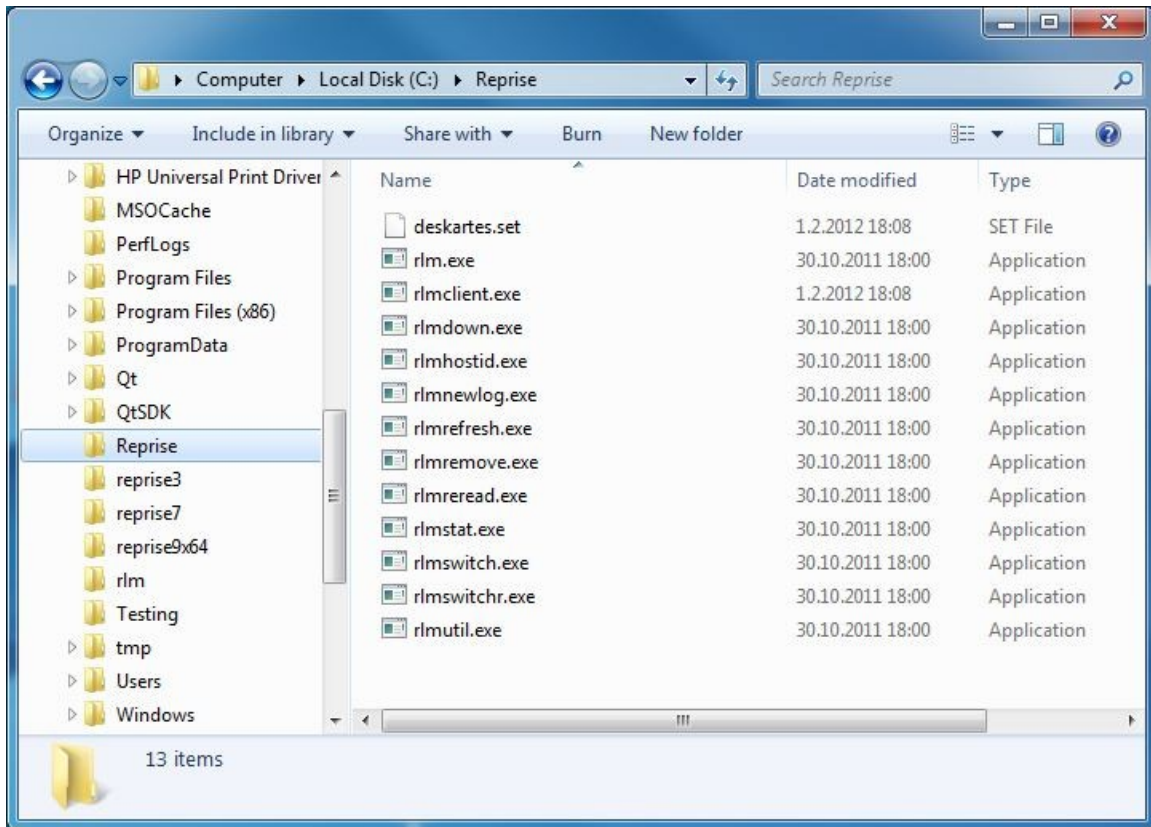 Computer Local Disk (C:) Reprise Search Reprise
Organize Include in library Share with Burn New folder
HP Universal Print Driver
MSOCache
PerfLogs
Program Files
Program Files (x86)
ProgramData
Qt
QtSDK
Reprise
reprise3
reprise7
reprise9x64
rlm
Testing
tmp
Users
Windows
Name Date modified Type
deskartes.set 1.2.2012 18:08 SET File
rlm.exe 30.10.2011 18:00 Application
rlmclient.exe 1.2.2012 18:08 Application
rlmdown.exe 30.10.2011 18:00 Application
rlmhostid.exe 30.10.2011 18:00 Application
rlmnewlog.exe 30.10.2011 18:00 Application
rlmrefresh.exe 30.10.2011 18:00 Application
rlmremove.exe 30.10.2011 18:00 Application
rlmreread.exe 30.10.2011 18:00 Application
rlmstat.exe 30.10.2011 18:00 Application
rlmswitch.exe 30.10.2011 18:00 Application
rlmswitchr.exe 30.10.2011 18:00 Application
rlmutil.exe 30.10.2011 18:00 Application
13 items